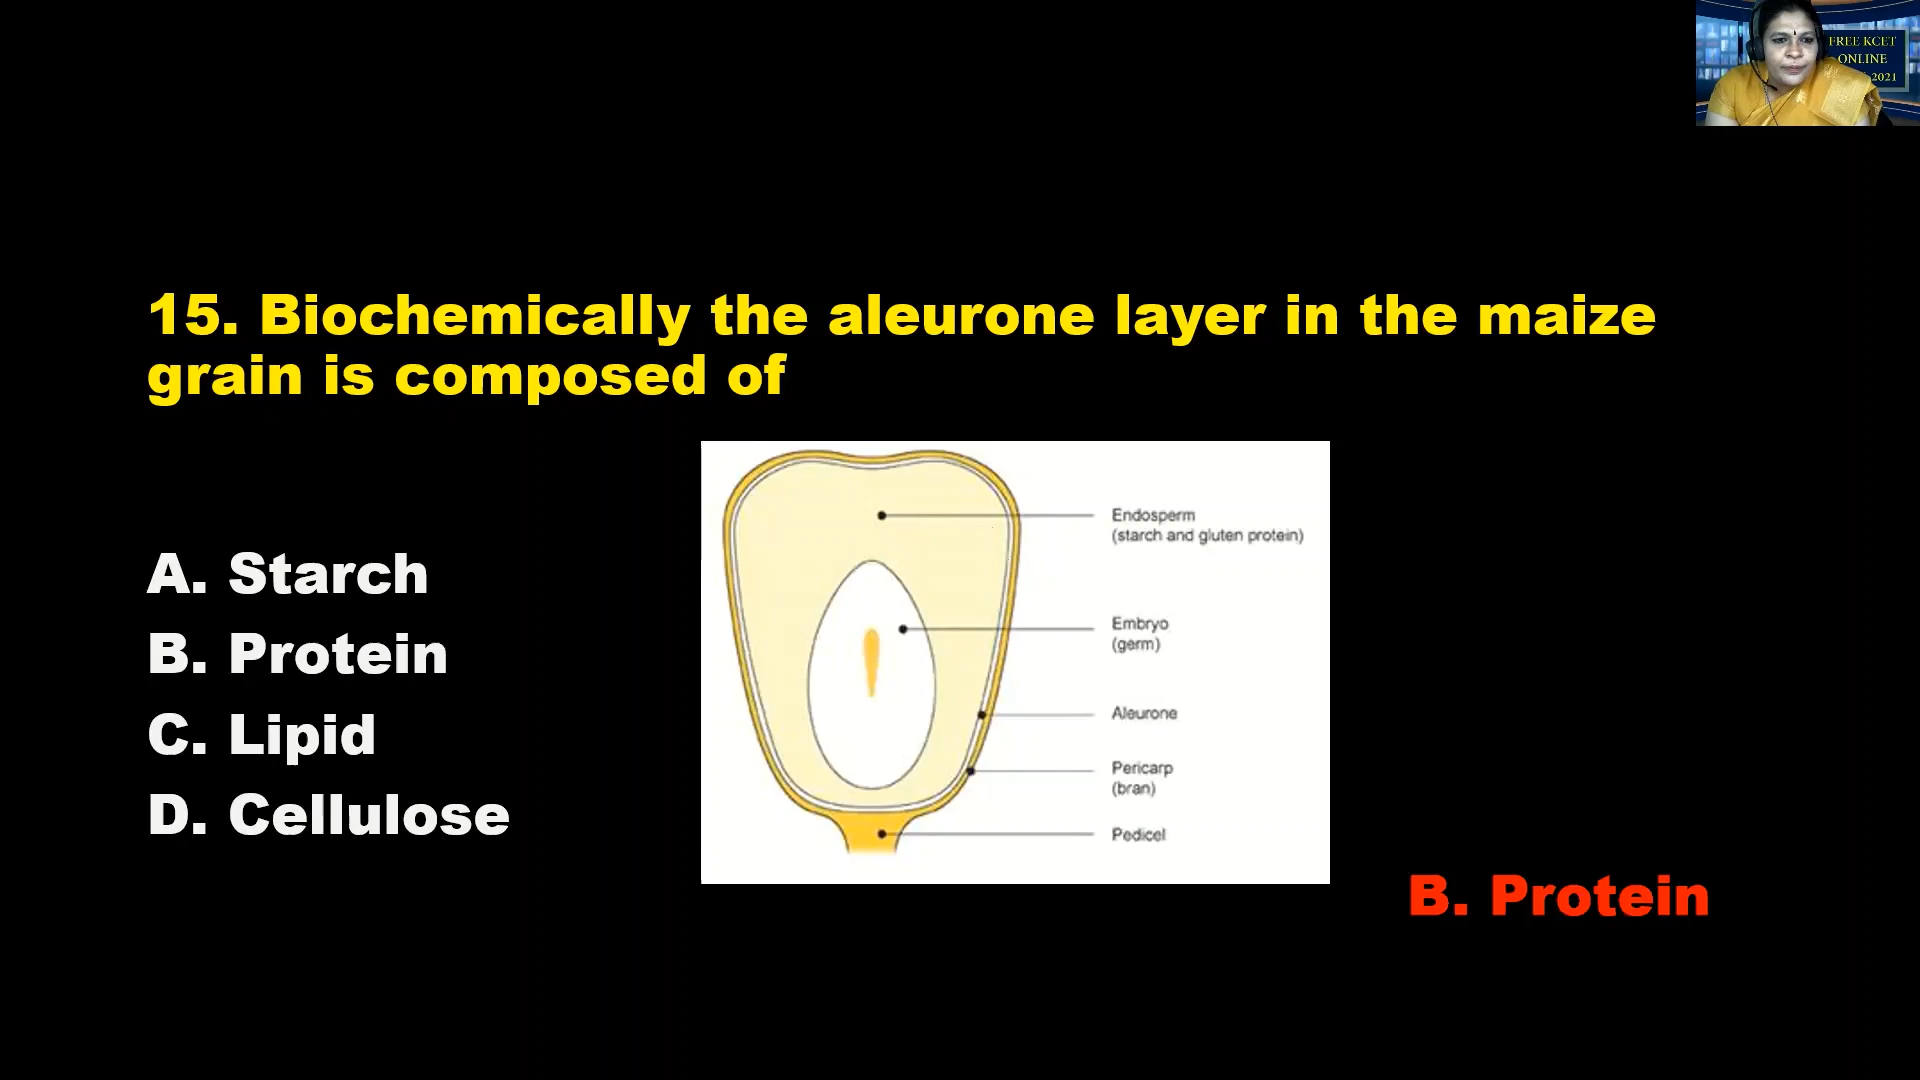 FREE KCET
ONLINE
2021
15. Biochemically the aleurone layer in the maize
grain is composed of
A. Starch
B. Protein
C. Lipid
D. Cellulose
Endosperm
(starch and gluten protein)
Embryo
(germ)
Aleurone
Pericarp
(bran)
Pedicel
B. Protein